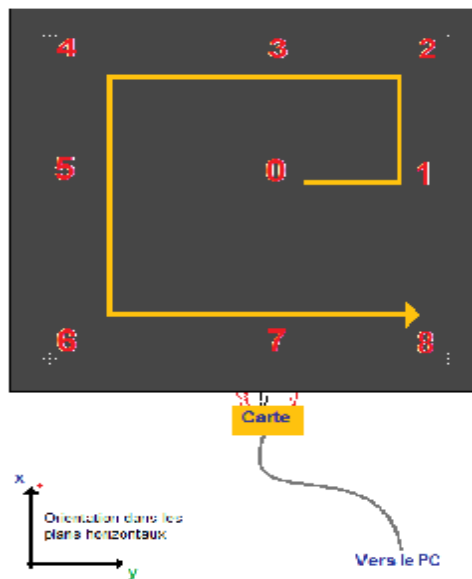 4 3 2
5 0 1
6 7 8
Carte
x
Orientation dans les
plans horizontaux
y
Vers le PC